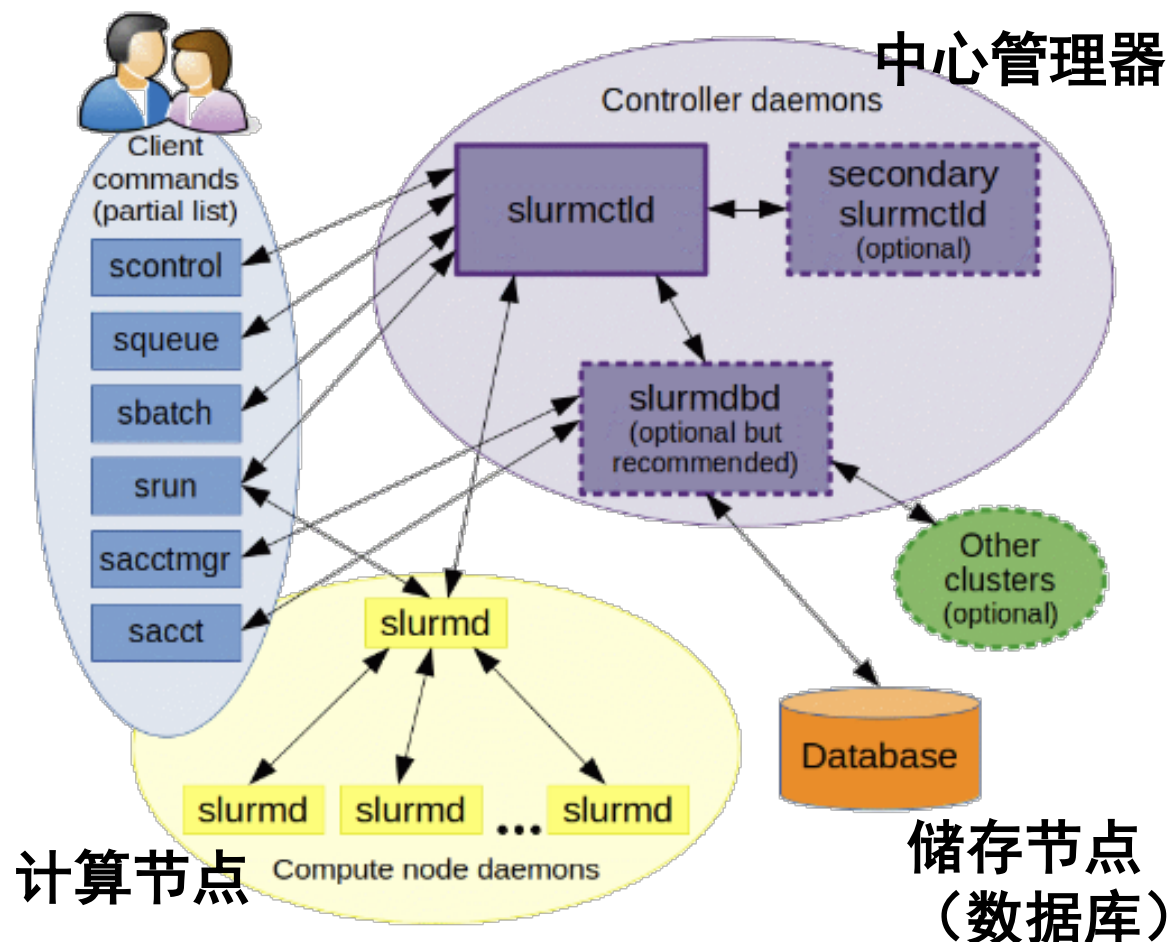 中心管理器
Controller daemons
Client
commands
(partial list)
scontrol
squeue
sbatch
srun
sacctmgr
sacct
slurmctld
secondary
slurmctld
(optional)
slurmdbd
(optional but
recommended)
Other
clusters
(optional)
Database
slurmd
slurmd
slurmd
...
slurmd
Compute node daemons
计算节点
储存节点
（数据库）